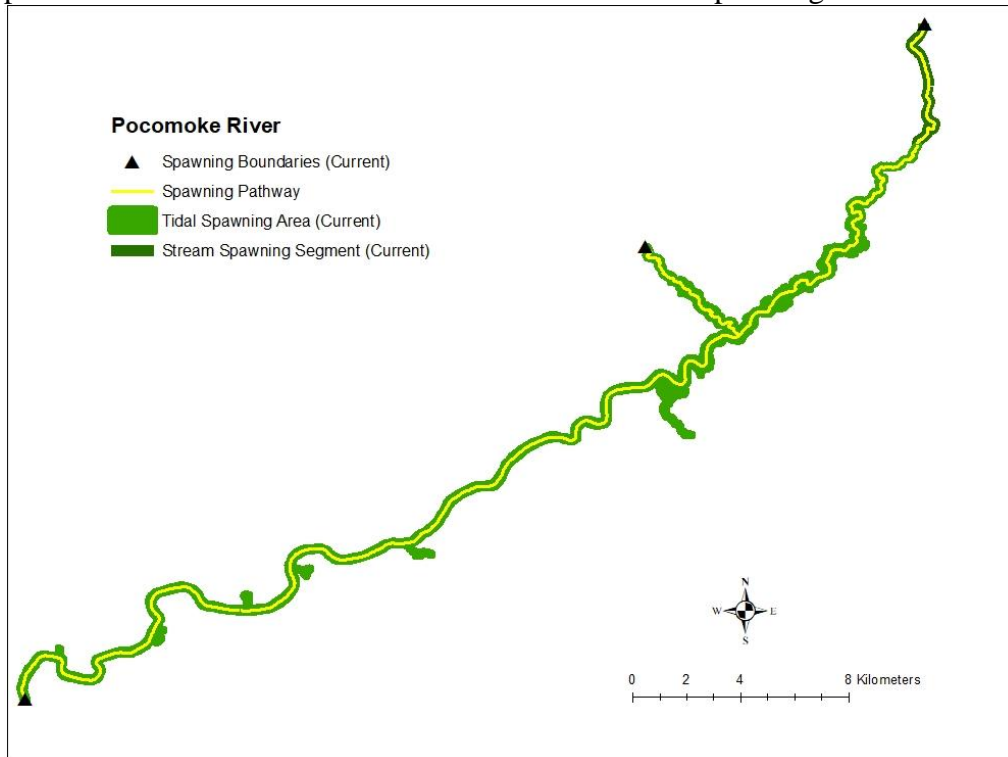 Pocomoke River
Spawning Boundaries (Current)
Spawning Pathway
Tidal Spawning Area (Current)
Stream Spawning Segment (Current)
N
W E
S
0 2 4 8 Kilometers